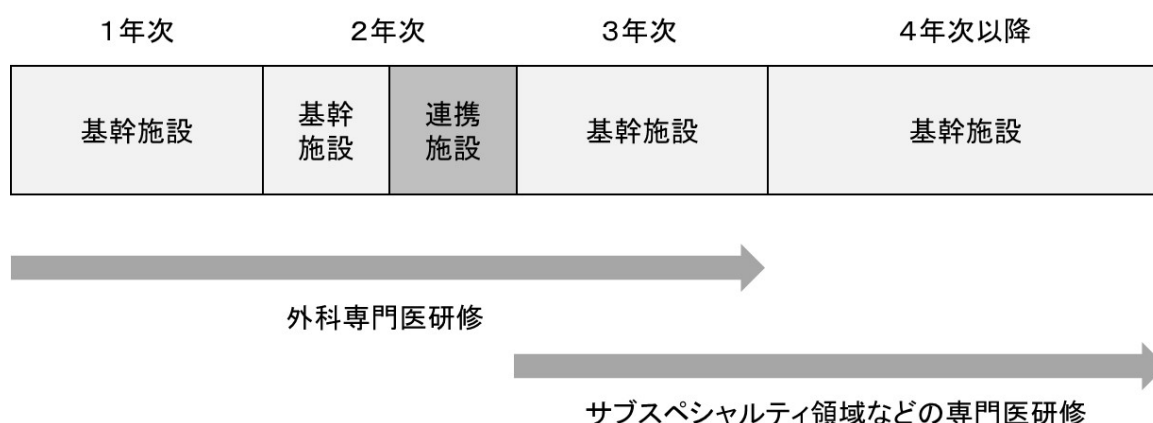 1年次 2年次 3年次 4年次以降
基幹施設 基幹 連携 基幹施設 基幹施設
施設 施設
外科専門医研修
サブスペシャルティ領域などの専門医研修